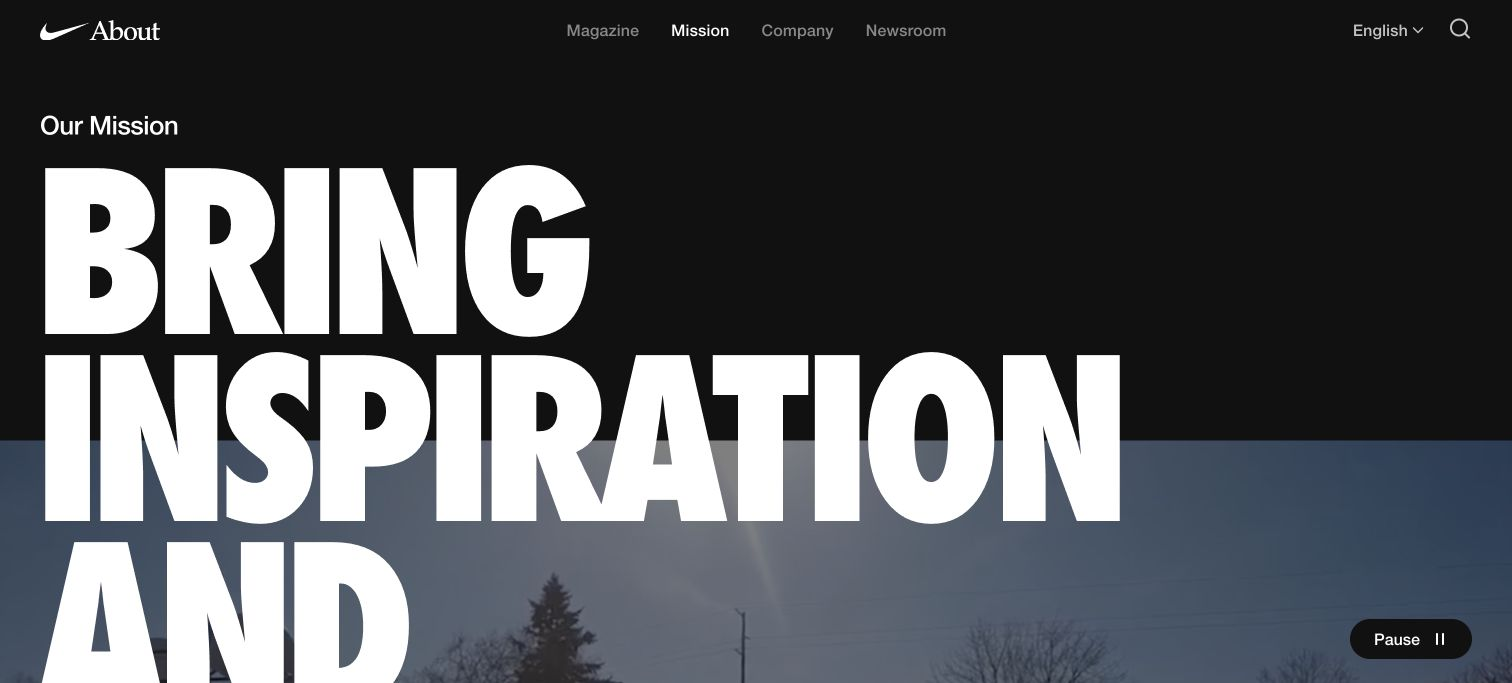 About
Magazine
Mission
Company
Newsroom
English
Our Mission
BRING
INSPIRATION
AND
Pause